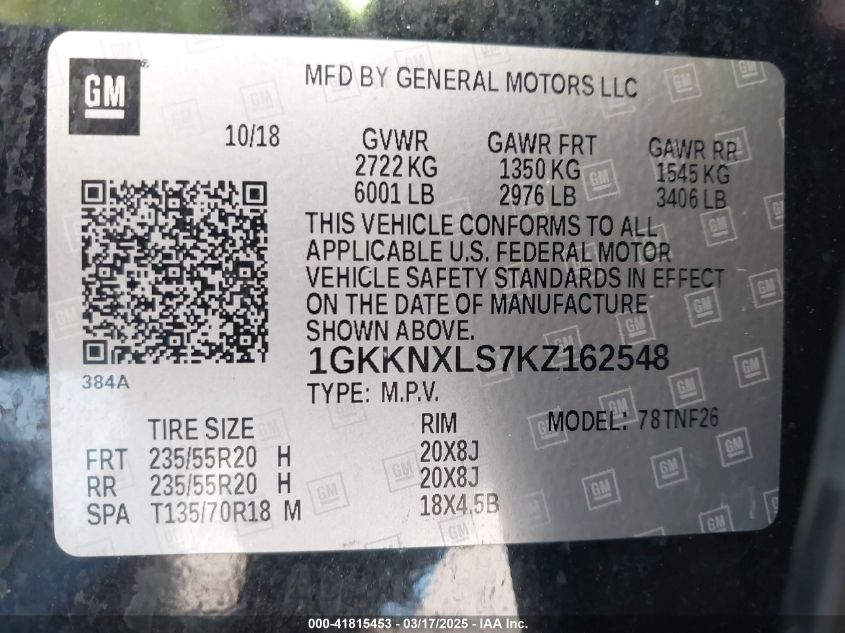 GM
MFD BY GENERAL MOTORS LLC
10/18
GVWR GAWR FRT GAWR RR
2722 KG 1350 KG 1545 KG
6001 LB 2976 LB 3406 LB
THIS VEHICLE CONFORMS TO ALL
APPLICABLE U.S. FEDERAL MOTOR
VEHICLE SAFETY STANDARDS IN EFFECT
ON THE DATE OF MANUFACTURE
SHOWN ABOVE.
1GKKNXLS7KZ162548
384A
TYPE: M.P.V.
TIRE SIZE RIM MODEL: 78TNF26
FRT 235/55R20 H 20X8J
RR 235/55R20 H 20X8J
SPA T135/70R18 M 18X4.5B
000-41815453 - 03/17/2025 - IAA Inc.